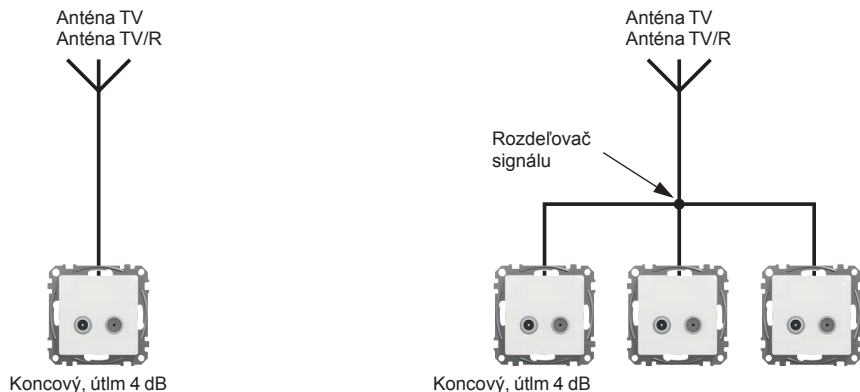 Anténa TV
Anténa TV/R
Koncový, útlm 4 dB
Anténa TV
Anténa TV/R
Rozdeľovač
signálu
Koncový, útlm 4 dB